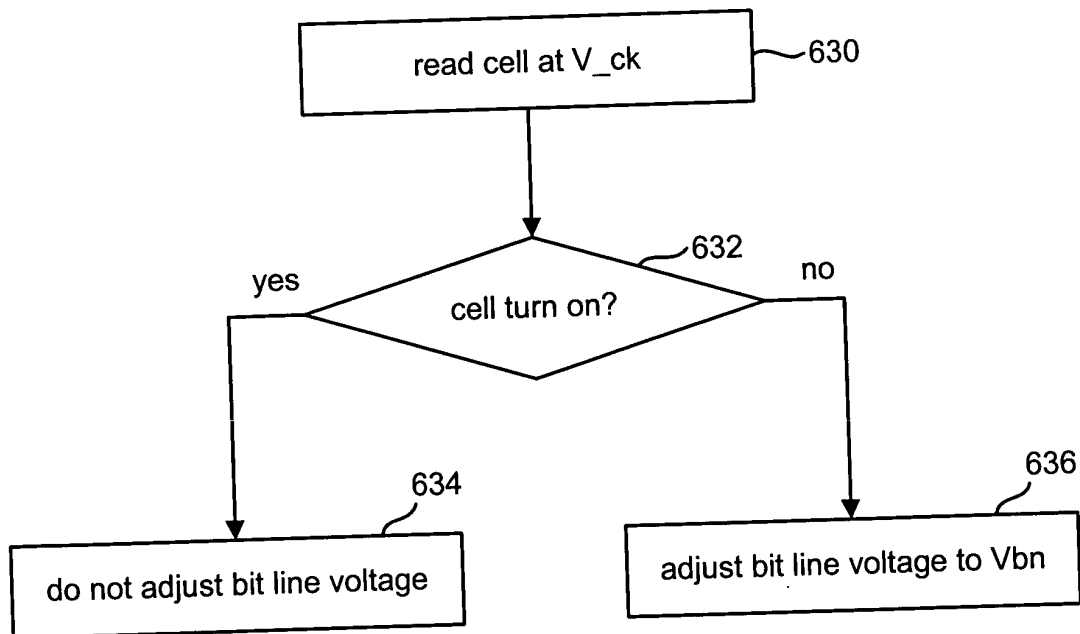 read cell at V_ck
630
632
yes
no
cell turn on?
634
636
do not adjust bit line voltage
adjust bit line voltage to Vbn